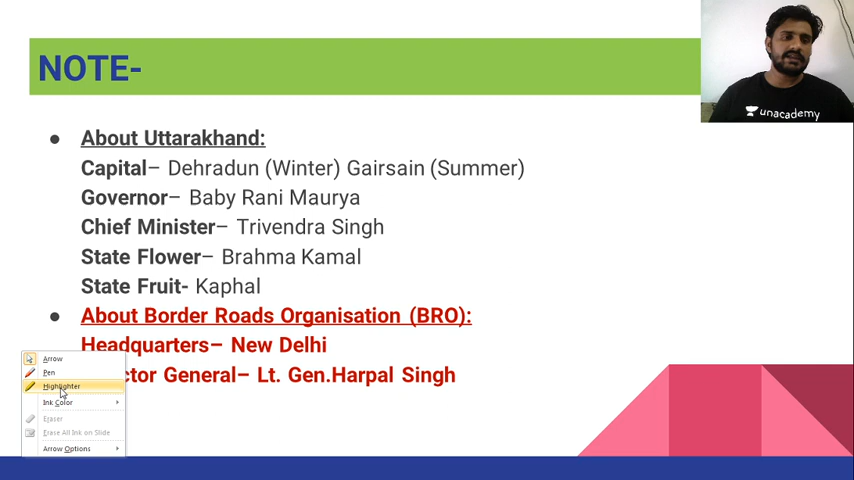 NOTE-
unacademy
● About Uttarakhand:
Capital– Dehradun (Winter) Gairsain (Summer)
Governor– Baby Rani Maurya
Chief Minister– Trivendra Singh
State Flower– Brahma Kamal
State Fruit- Kaphal
● About Border Roads Organisation (BRO):
Headquarters– New Delhi
ctor General– Lt. Gen.Harpal Singh
Arrow
Pen
Highlighter
Ink Color
Eraser
Erase All Ink on Slide
Arrow Options